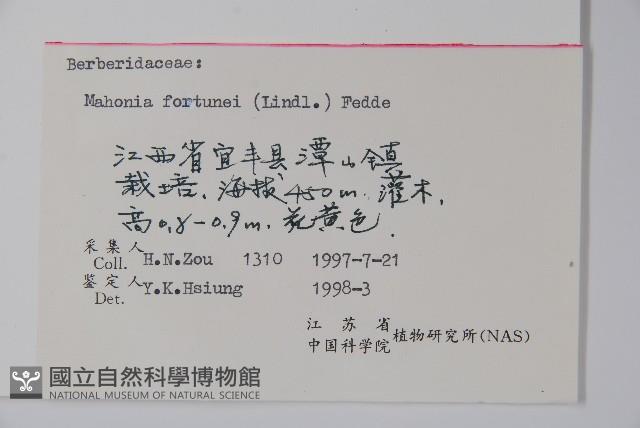 Berberidaceae:
Mahonia fortunei (Lindl.) Fedde
江西省宜丰县潭山镇
栽培，海拔450m.灌木，
高0.8-0.9m.花黄色.
采集人
Coll. H.N.Zou 1310 1997-7-21
鉴定人
Det. Y.K.Hsiung 1998-3
江苏省
中国科学院植物研究所(NAS)
國立自然科學博物館
NATIONAL MUSEUM OF NATURAL SCIENCE